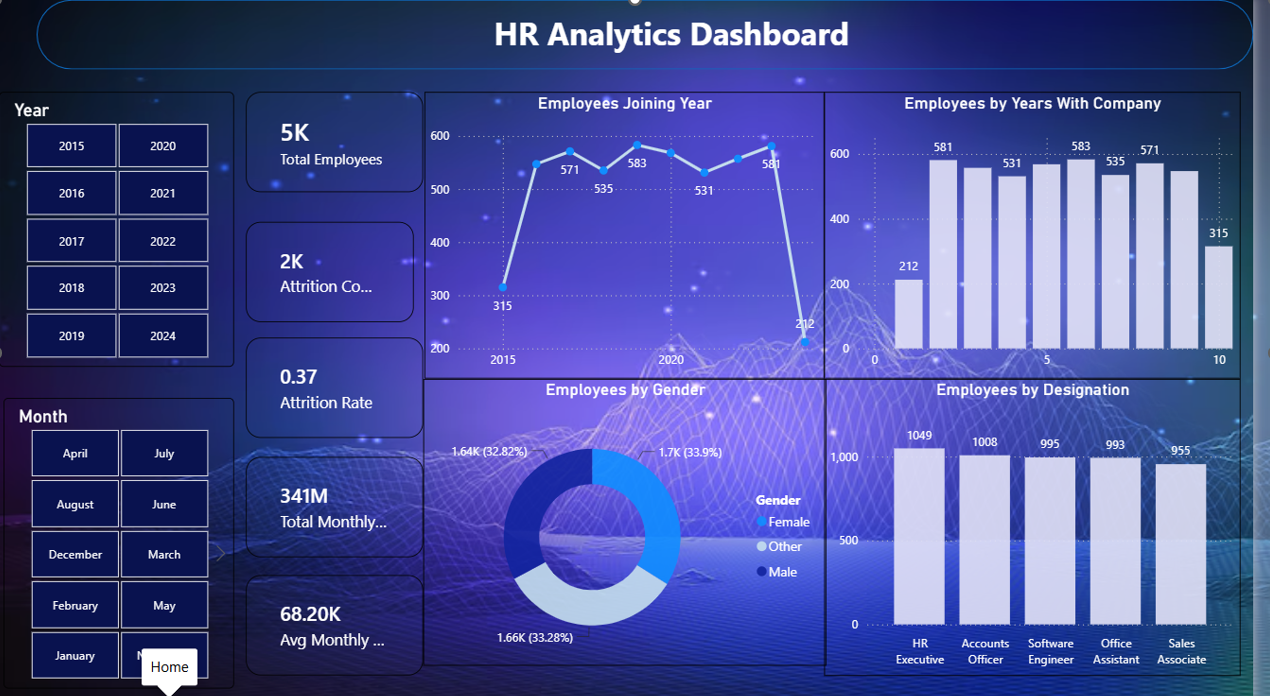 HR Analytics Dashboard
Year
2015
2020
2016
2021
2017
2022
2018
2023
2019
2024
Month
April
July
August
June
December
March
February
May
January
Home
5K
Total Employees
2K
Attrition Co...
0.37
Attrition Rate
341M
Total Monthly...
68.20K
Avg Monthly ...
Employees Joining Year
600
500
400
300
200
315
571
535
583
531
581
212
2015
2020
Employees by Years With Company
600
400
200
0
212
581
531
583
535
571
315
0
5
10
Employees by Gender
1.64K (32.82%)
1.7K (33.9%)
1.66K (33.28%)
Gender
Female
Other
Male
Employees by Designation
1,000
500
0
1049
1008
995
993
955
HR
Executive
Accounts
Officer
Software
Engineer
Office
Assistant
Sales
Associate